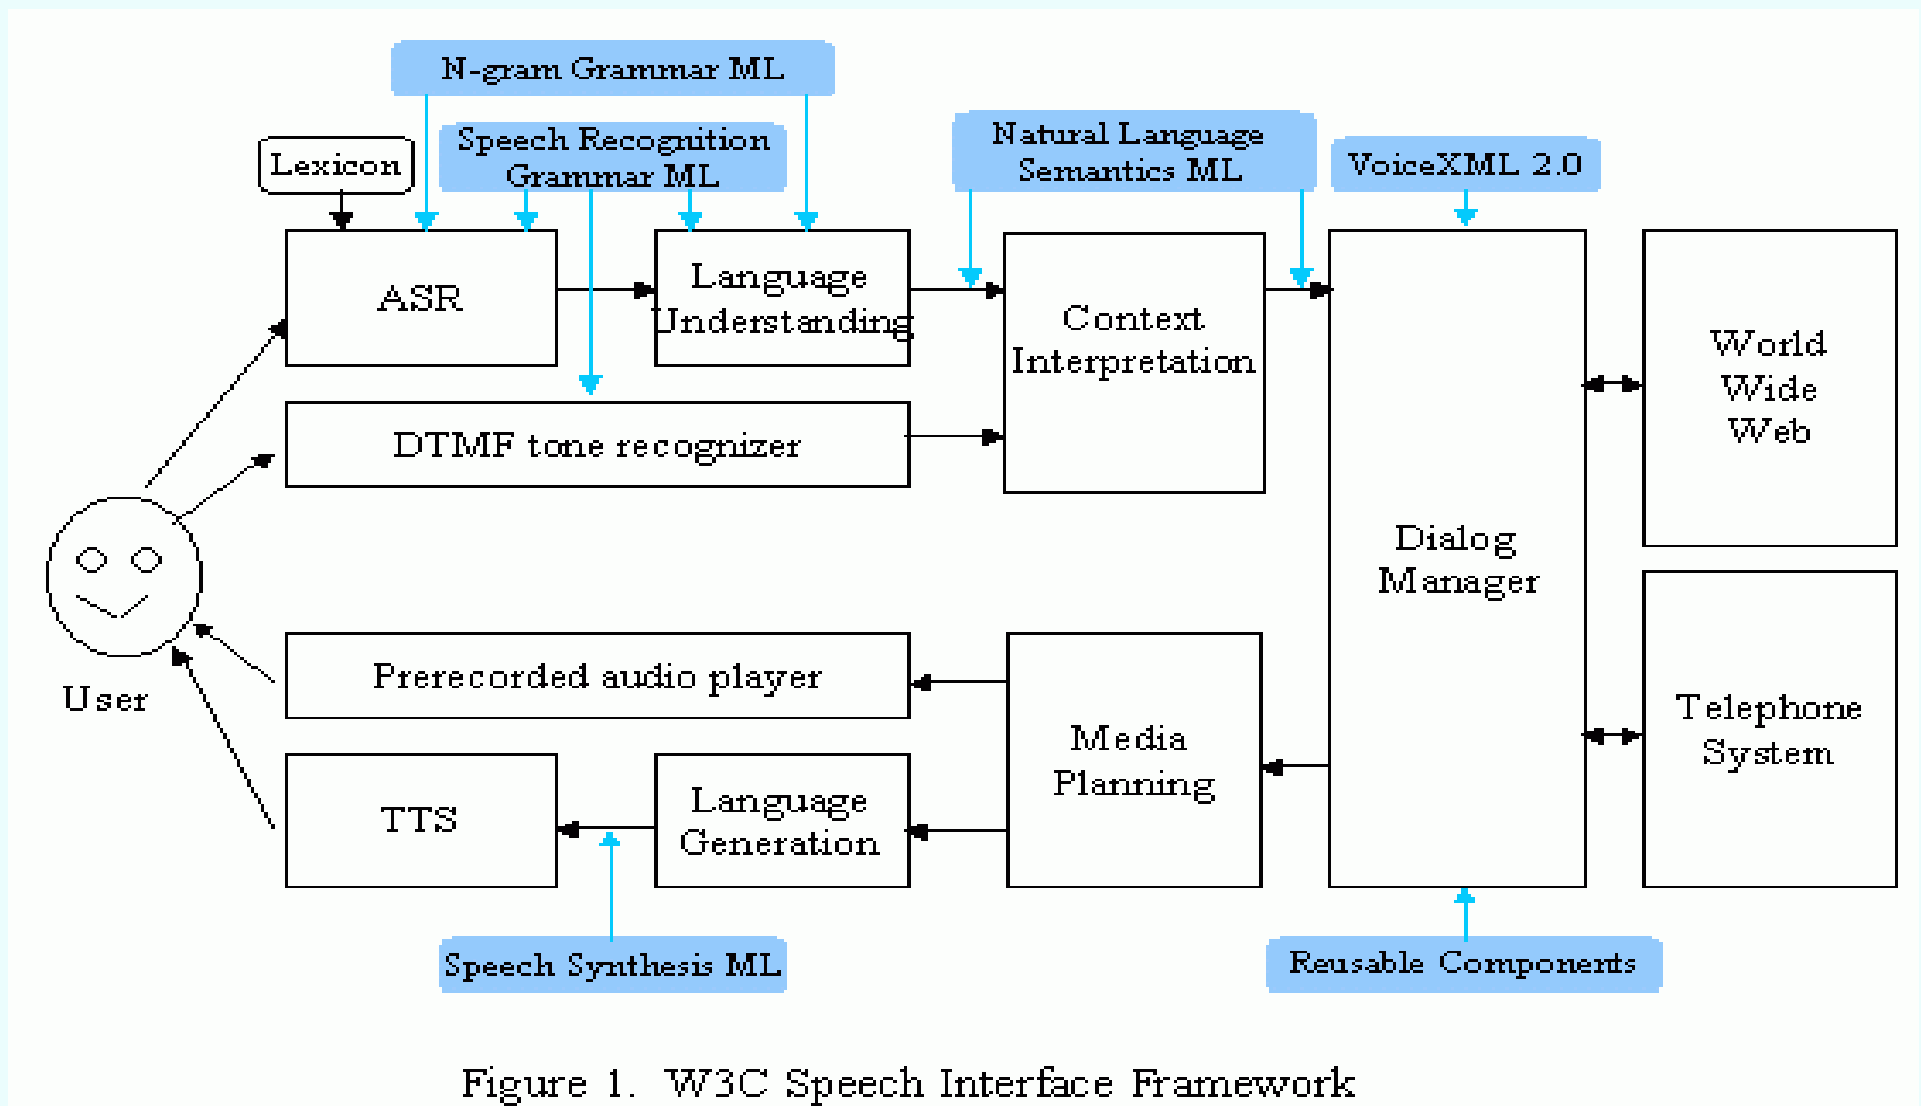 N-gram Grammar ML
Lexicon
Speech Recognition
Grammar ML
Natural Language
Semantics ML
VoiceXML 2.0
ASR
Language
Understanding
Context
Interpretation
World
Wide
Web
DTMF tone recognizer
Dialog
Manager
User
Prerecorded audio player
Media
Planning
Telephone
System
TTS
Language
Generation
Speech Synthesis ML
Reusable Components
Figure 1. W3C Speech Interface Framework